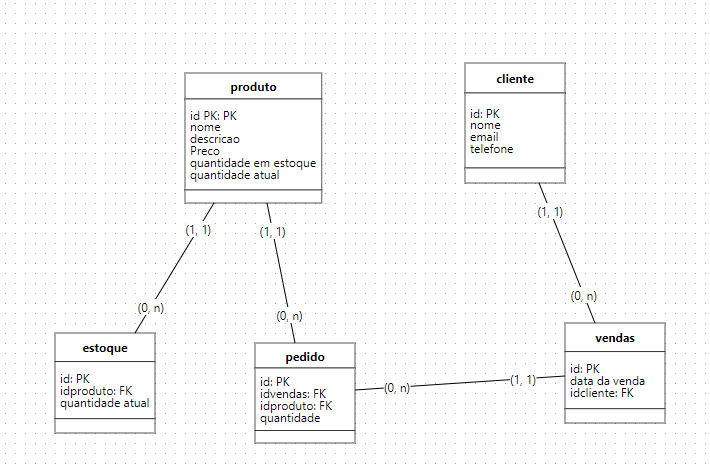 produto
id PK: PK
nome
descricao
Preco
quantidade em estoque
quantidade atual
cliente
id: PK
nome
email
telefone
(1, 1)
(1, 1)
(1, 1)
(0, n)
(0, n)
(0, n)
estoque
id: PK
idproduto: FK
quantidade atual
pedido
id: PK
idvendas: FK
idproduto: FK
quantidade
(0, n)
(1, 1)
vendas
id: PK
data da venda
idcliente: FK